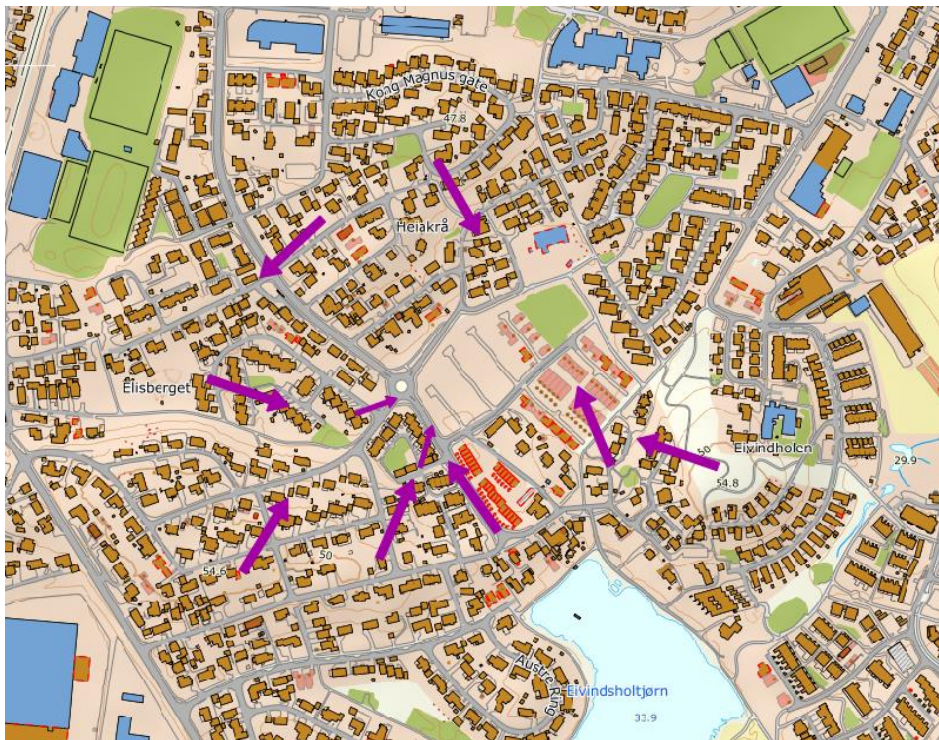 Kong Magnus gate
47.8
Heiakrå
Elisberget
50
Eivindholen
54.8
29.9
50
54.6
Austre Ring
Eivindsholtjørn
33.9